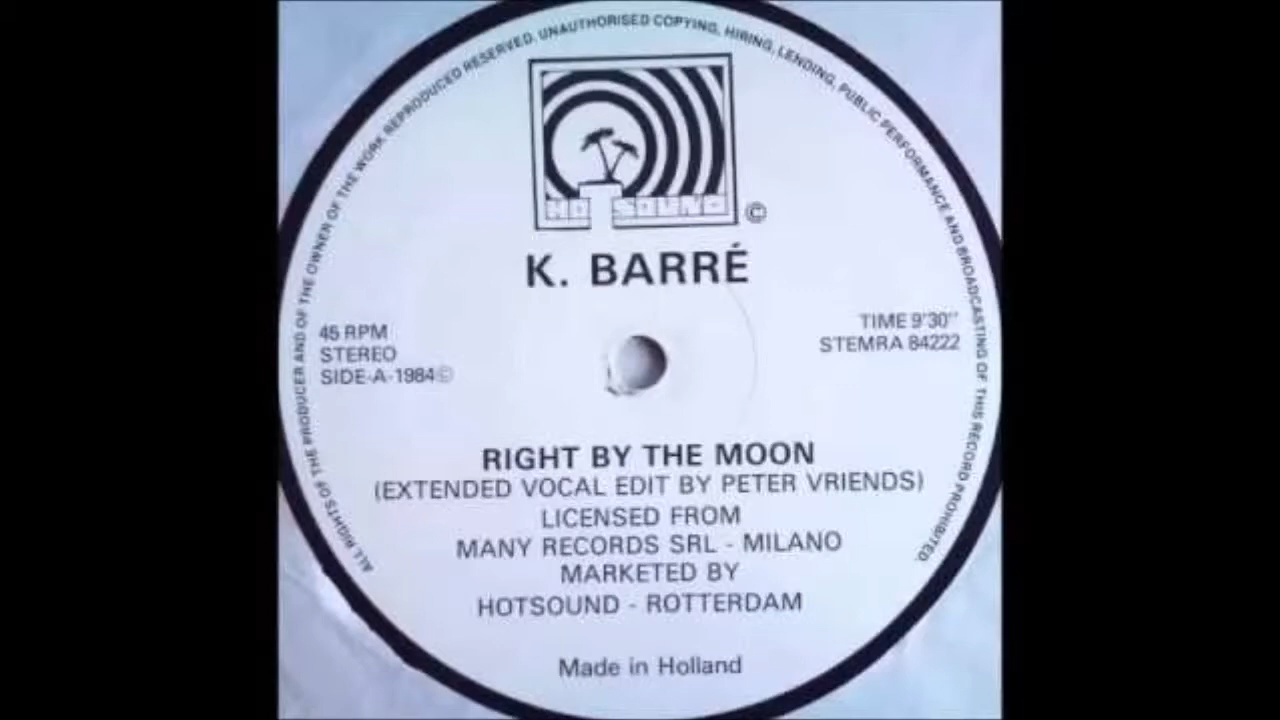 ALL RIGHTS OF THE PRODUCER AND OF THE OWNER OF THE WORK REPRODUCED RESERVED. UNAUTHORISED COPYING, HIRING, LENDING, PUBLIC PERFORMANCE AND BROADCASTING OF THIS RECORD PROHIBITED.
HOT SOUND ©
K. BARRÉ
45 RPM
STEREO
SIDE-A-1984©
TIME 9'30''
STEMRA 84222
RIGHT BY THE MOON
(EXTENDED VOCAL EDIT BY PETER VRIENDS)
LICENSED FROM
MANY RECORDS SRL - MILANO
MARKETED BY
HOTSOUND - ROTTERDAM
Made in Holland